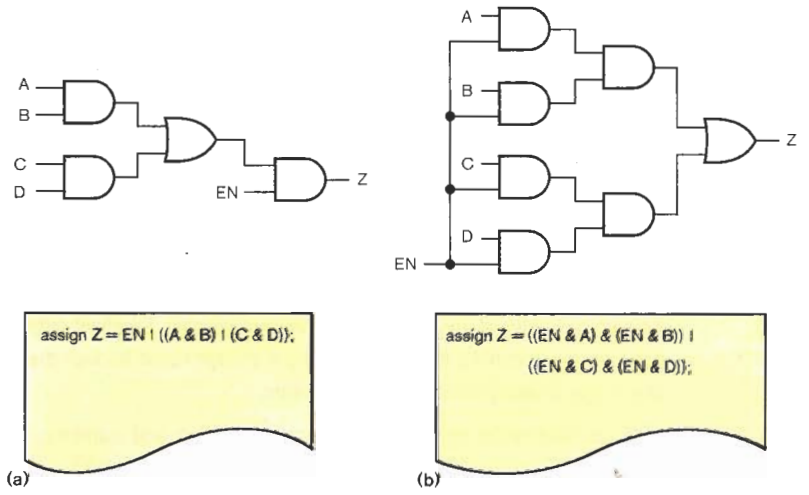 A
B
C
D
EN
Z
assign Z = EN | ((A & B) | (C & D));
(a)
A
B
C
D
EN
Z
assign Z = ((EN & A) & (EN & B)) |
((EN & C) & (EN & D));
(b)